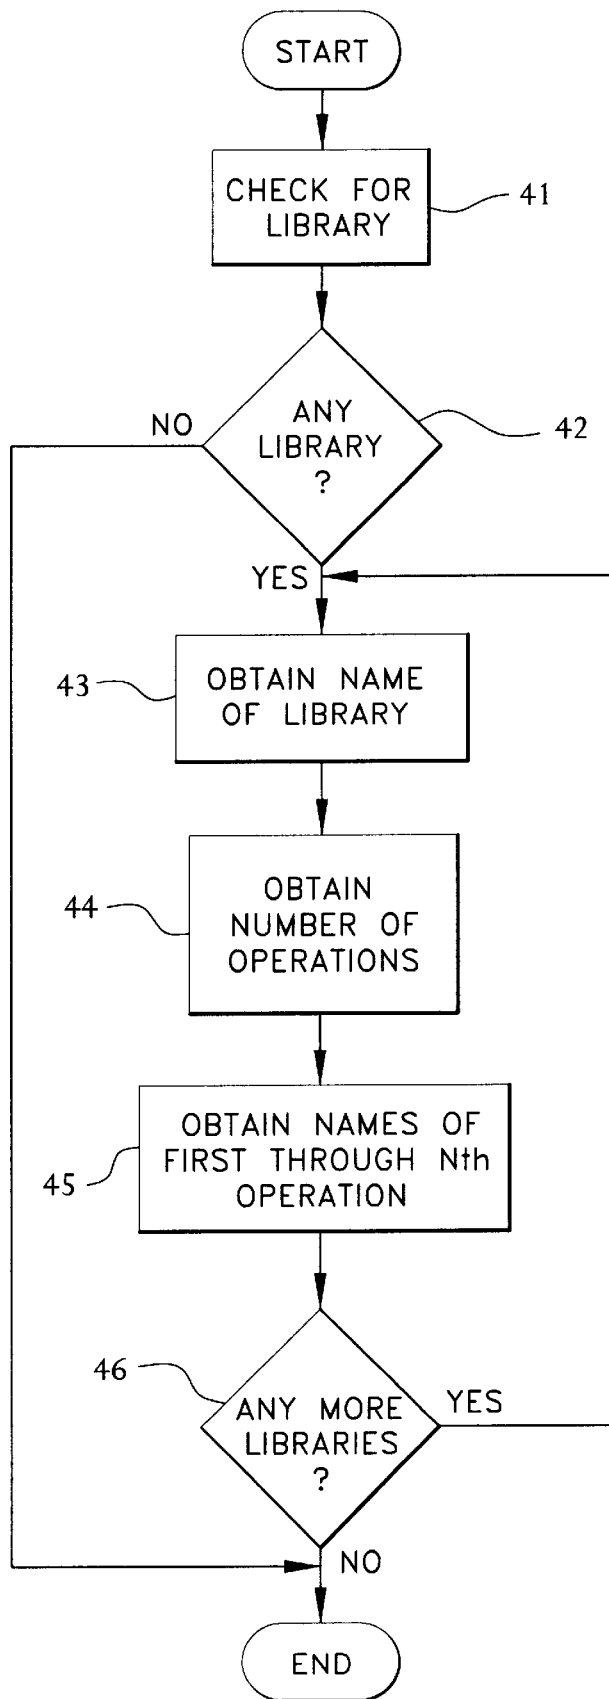 START
CHECK FOR
LIBRARY
41
ANY
LIBRARY
?
42
NO
YES
43
OBTAIN NAME
OF LIBRARY
44
OBTAIN
NUMBER OF
OPERATIONS
45
OBTAIN NAMES OF
FIRST THROUGH Nth
OPERATION
46
ANY MORE
LIBRARIES
?
YES
NO
END